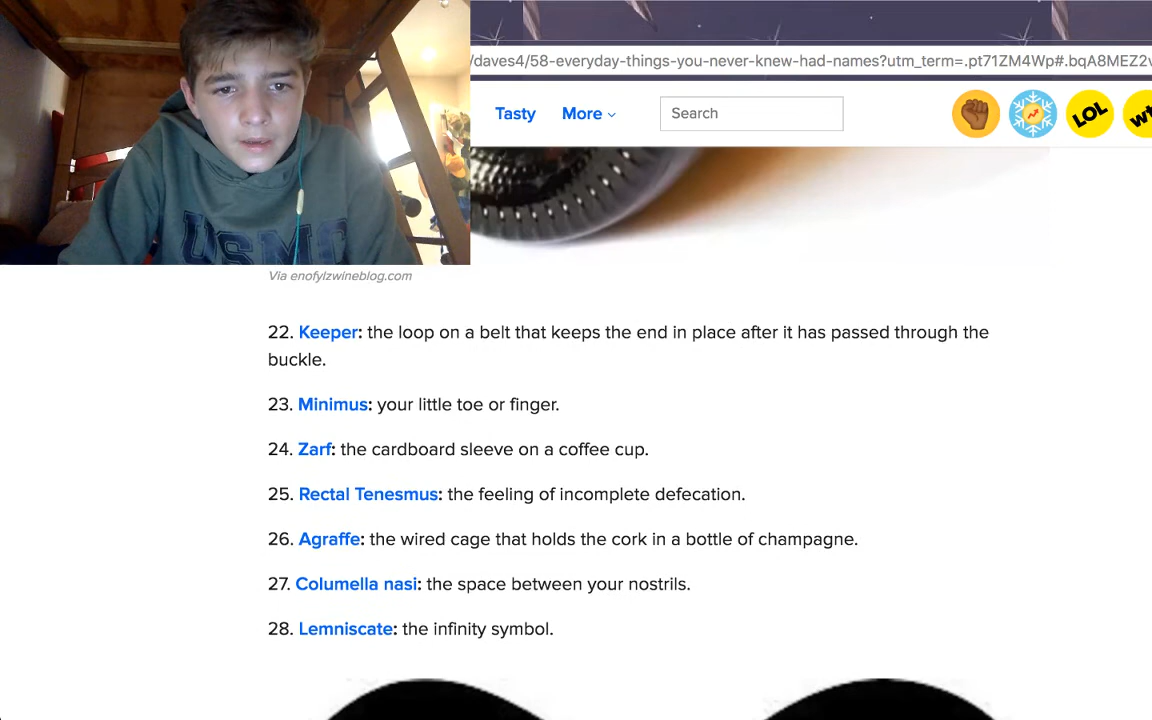 /daves4/58-everyday-things-you-never-knew-had-names?utm_term=.pt71ZM4Wp#.bqA8MEZ2v
Tasty More Search LOL
USMC
Via enofylzwineblog.com
22. Keeper: the loop on a belt that keeps the end in place after it has passed through the
buckle.
23. Minimus: your little toe or finger.
24. Zarf: the cardboard sleeve on a coffee cup.
25. Rectal Tenesmus: the feeling of incomplete defecation.
26. Agraffe: the wired cage that holds the cork in a bottle of champagne.
27. Columella nasi: the space between your nostrils.
28. Lemniscate: the infinity symbol.